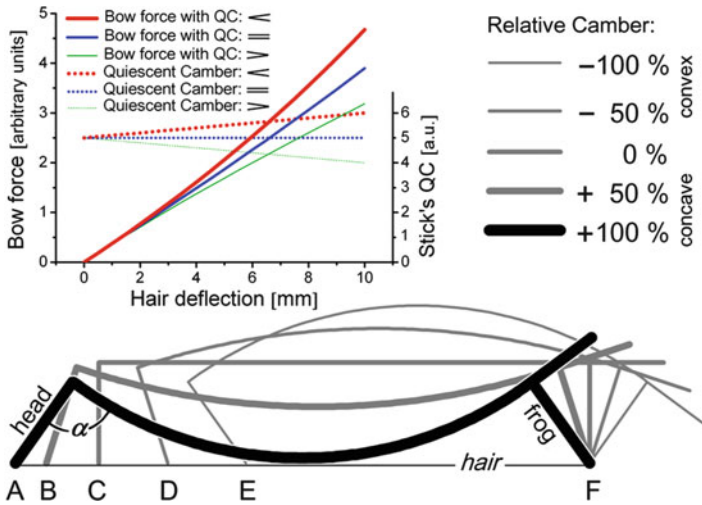 Bow force with QC: <
Bow force with QC: =
Bow force with QC: >
Quiescent Camber: <
Quiescent Camber: =
Quiescent Camber: >
Bow force [arbitrary units]
5
4
3
2
1
0
Stick's QC [a.u.]
6
5
4
3
2
1
0
0 2 4 6 8 10
Hair deflection [mm]
Relative Camber:
−100 %
− 50 %
0 %
+ 50 %
+100 %
convex
concave
head
α
frog
hair
A B C D E F